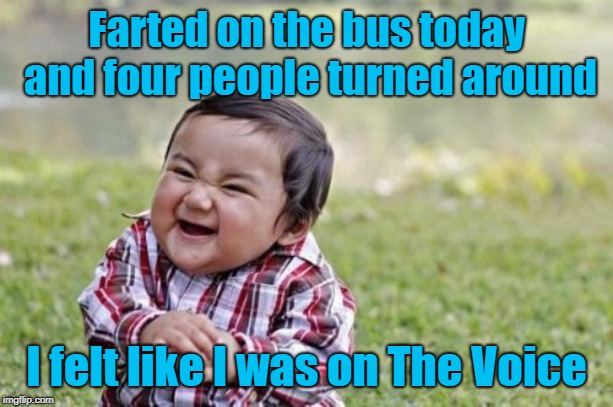 Farted on the bus today
and four people turned around
I felt like I was on The Voice
imgflip.com